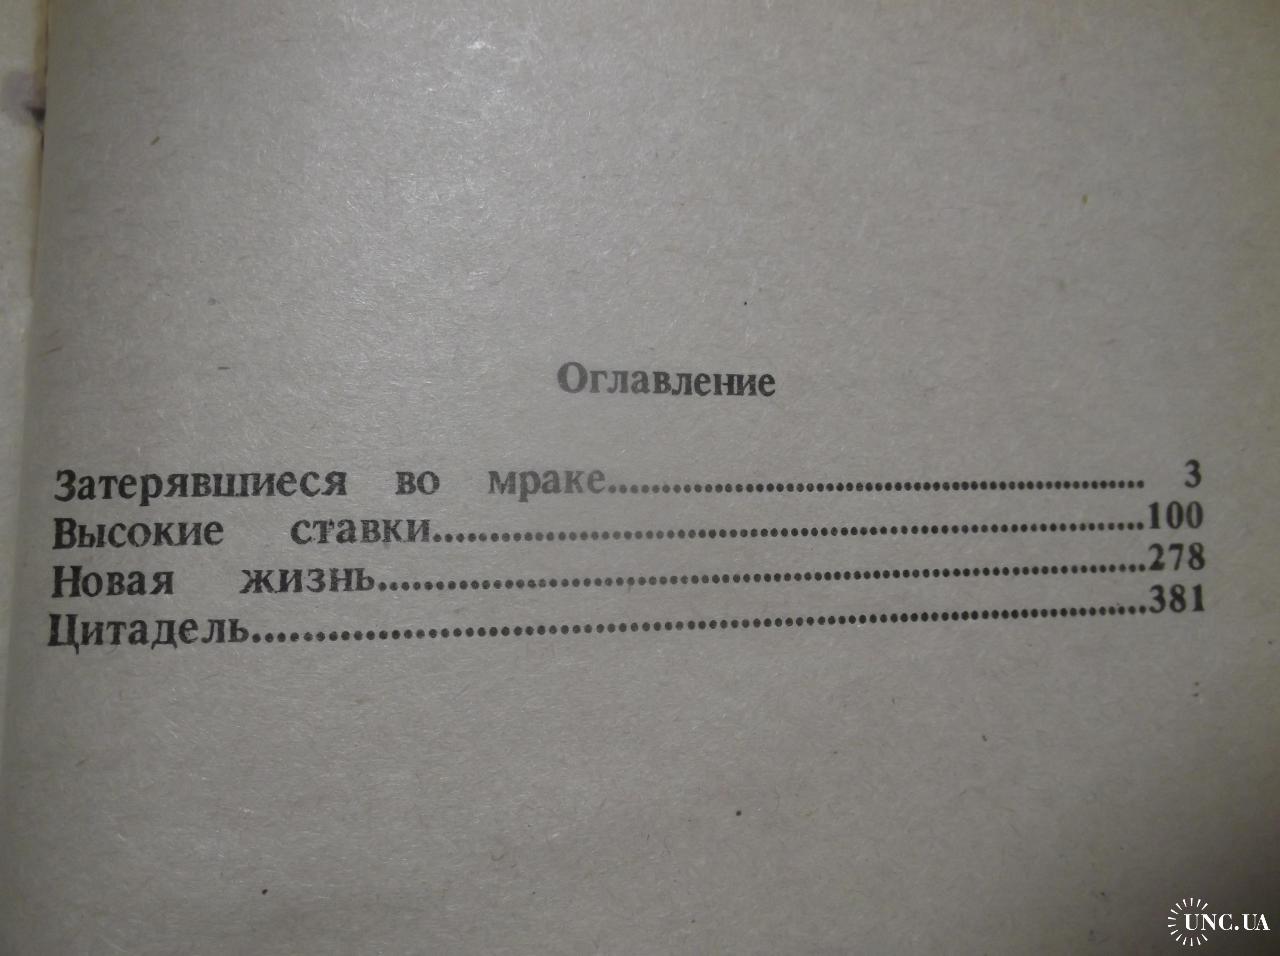 Оглавление
Затерявшиеся во мраке.......................................................... 3
Высокие ставки..........................................................................100
Новая жизнь..............................................................................278
Цитадель....................................................................................381
UNC.UA